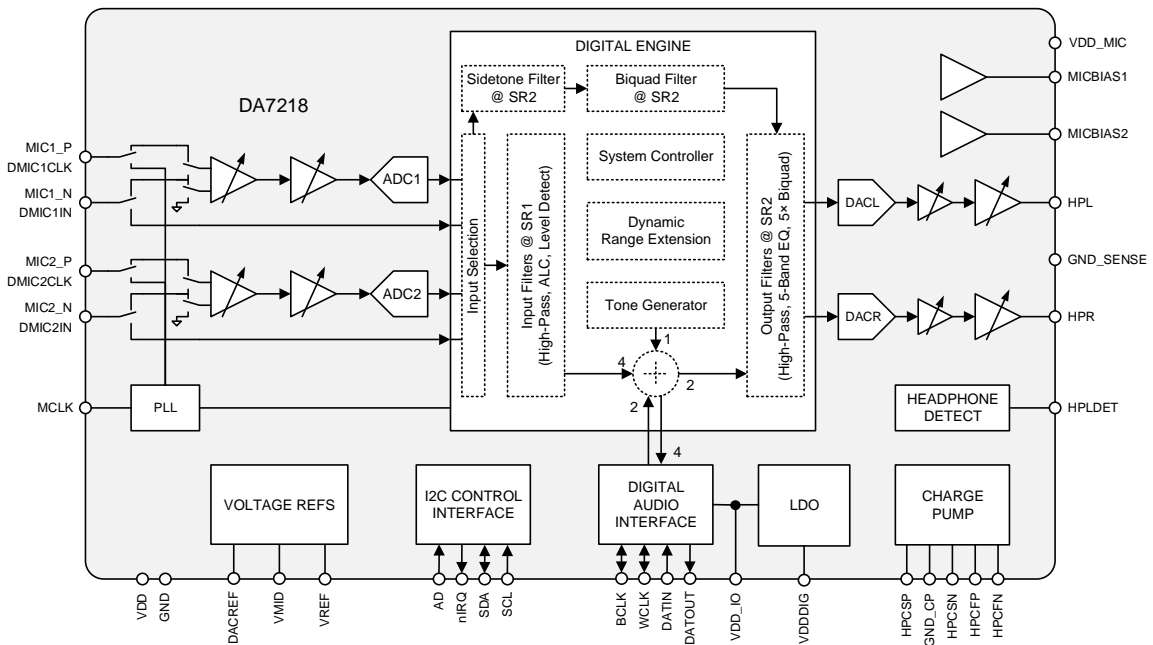 DIGITAL ENGINE
VDD_MIC
Sidetone Filter
@ SR2
Biquad Filter
@ SR2
MICBIAS1
DA7218
MICBIAS2
MIC1_P
DMIC1CLK
MIC1_N
DMIC1IN
ADC1
System Controller
Input Selection
Input Filters @ SR1
(High-Pass, ALC, Level Detect)
Dynamic
Range Extension
Output Filters @ SR2
(High-Pass, 5-Band EQ, 5× Biquad)
DACL
HPL
GND_SENSE
MIC2_P
DMIC2CLK
MIC2_N
DMIC2IN
ADC2
Tone Generator
DACR
HPR
1
4
2
2
4
MCLK
PLL
HEADPHONE
DETECT
HPLDET
VOLTAGE REFS
I2C CONTROL
INTERFACE
DIGITAL
AUDIO
INTERFACE
LDO
CHARGE
PUMP
VDD
GND
DACREF
VMID
VREF
AD
nIRQ
SDA
SCL
BCLK
WCLK
DATIN
DATOUT
VDD_IO
VDDDIG
HPCSP
GND_CP
HPCSN
HPCFP
HPCFN